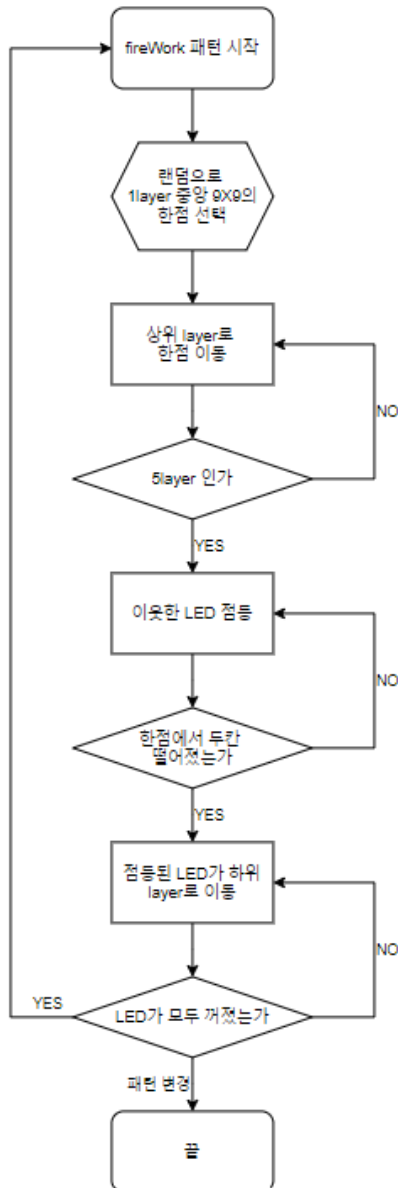 fireWork 패턴 시작
랜덤으로
1layer 중앙 9X9의
한점 선택
상위 layer로
한점 이동
NO
5layer 인가
YES
이웃한 LED 점등
NO
한점에서 두칸
떨어졌는가
YES
점등된 LED가 하위
layer로 이동
NO
YES
LED가 모두 꺼졌는가
패턴 변경
끝